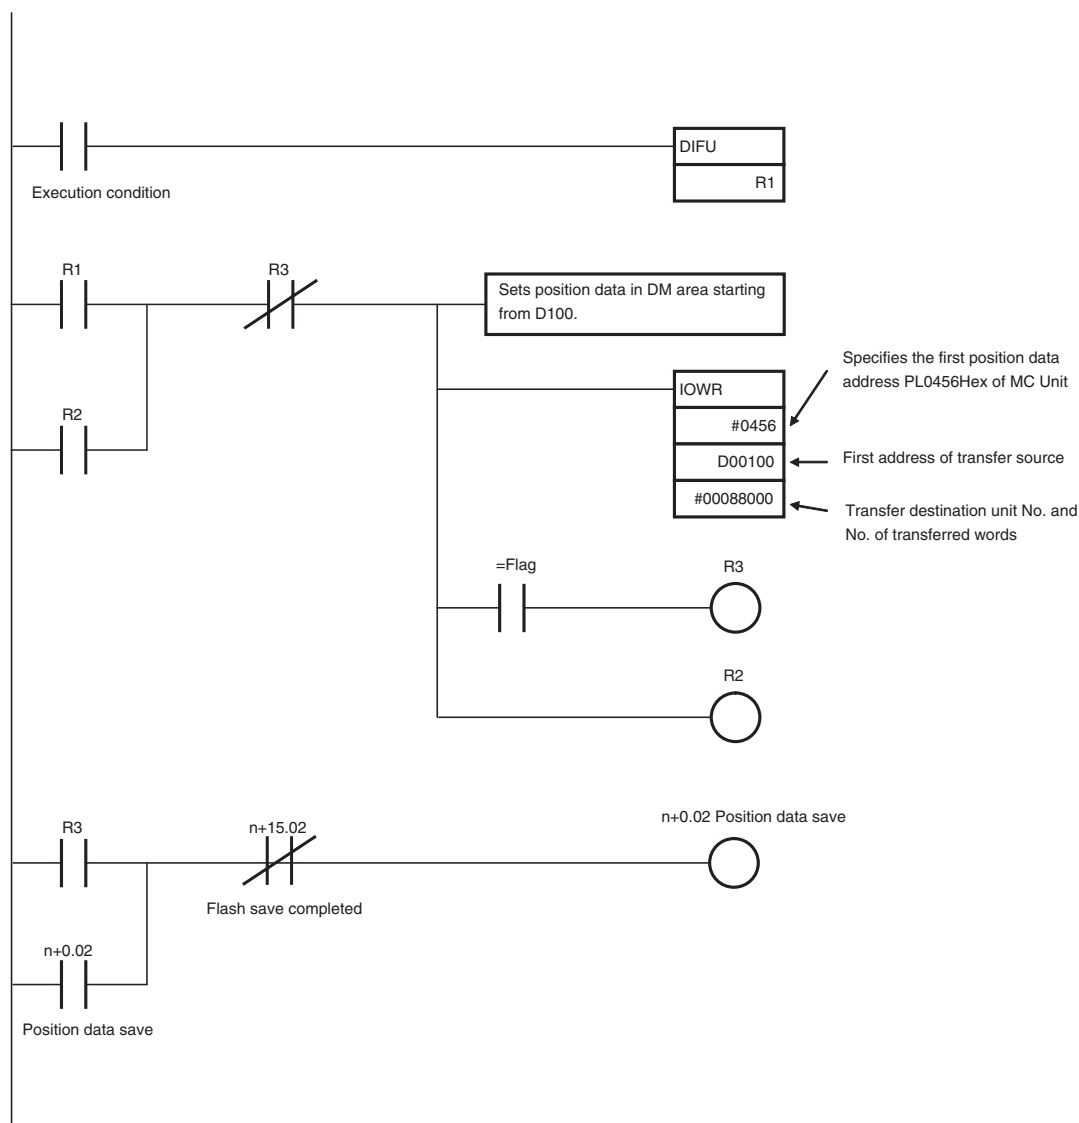 DIFU
R1
Execution condition
R1
R3
Sets position data in DM area starting
from D100.
R2
IOWR
#0456
D00100
#00088000
Specifies the first position data
address PL0456Hex of MC Unit
First address of transfer source
Transfer destination unit No. and
No. of transferred words
=Flag
R3
R2
R3
n+15.02
n+0.02 Position data save
Flash save completed
n+0.02
Position data save